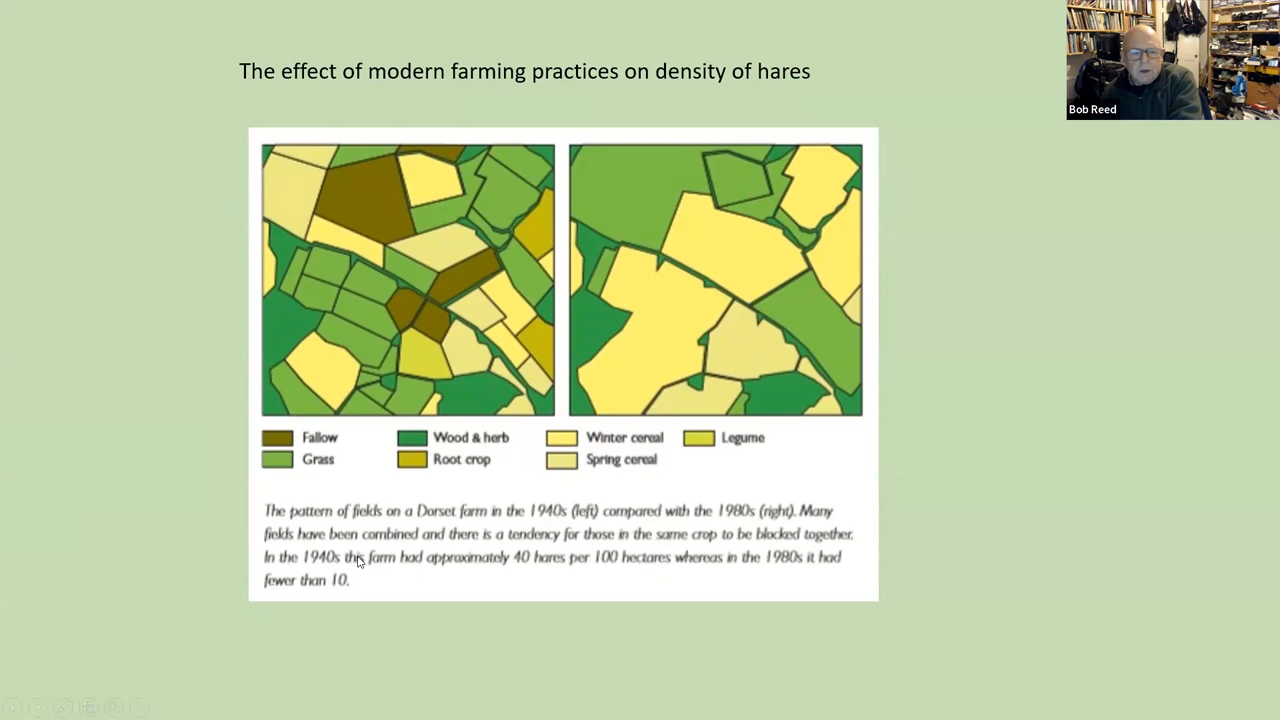 The effect of modern farming practices on density of hares
Bob Reed
Fallow
Wood & herb
Winter cereal
Legume
Grass
Root crop
Spring cereal
The pattern of fields on a Dorset farm in the 1940s (left) compared with the 1980s (right). Many
fields have been combined and there is a tendency for those in the same crop to be blocked together.
In the 1940s this farm had approximately 40 hares per 100 hectares whereas in the 1980s it had
fewer than 10.